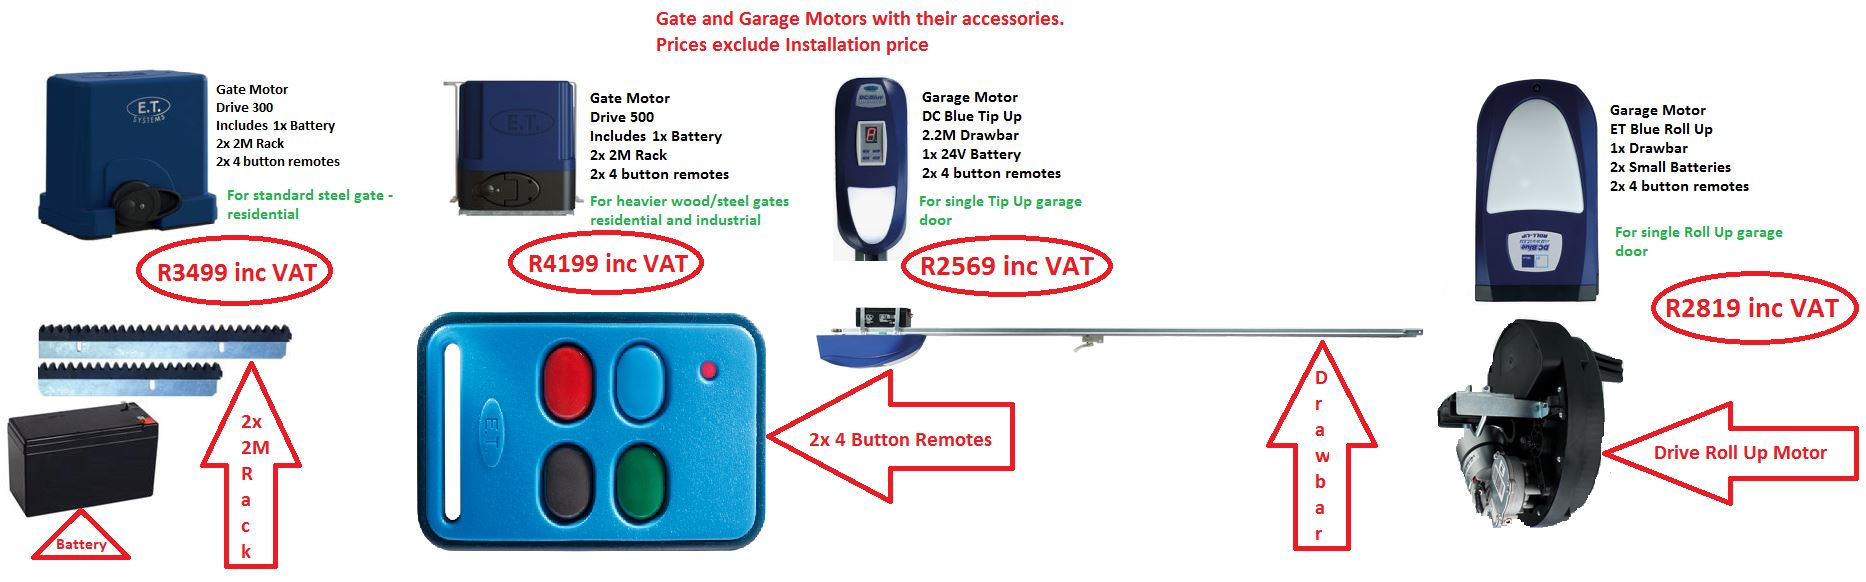 Gate and Garage Motors with their accessories.
Prices exclude Installation price
E.T.
SYSTEMS
Gate Motor
Drive 300
Includes 1x Battery
2x 2M Rack
2x 4 button remotes
For standard steel gate -
residential
R3499 inc VAT
E.T.
Gate Motor
Drive 500
Includes 1x Battery
2x 2M Rack
2x 4 button remotes
For heavier wood/steel gates
residential and industrial
R4199 inc VAT
DC Blue
8
Garage Motor
DC Blue Tip Up
2.2M Drawbar
1x 24V Battery
2x 4 button remotes
For single Tip Up garage
door
R2569 inc VAT
DC Blue
ADVANCED
ROLL-UP
Garage Motor
ET Blue Roll Up
1x Drawbar
2x Small Batteries
2x 4 button remotes
For single Roll Up garage
door
R2819 inc VAT
2x
2M
R
a
c
k
Battery
E.T
2x 4 Button Remotes
D
r
a
w
b
a
r
Drive Roll Up Motor